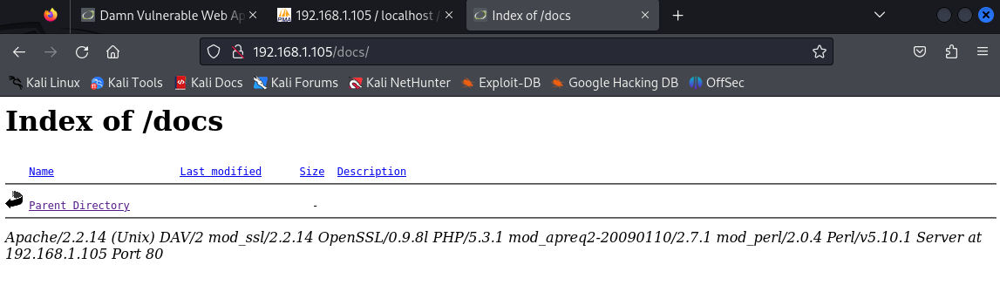 Damn Vulnerable Web Ap
192.168.1.105 / localhost /
Index of /docs
192.168.1.105/docs/
Kali Linux Kali Tools Kali Docs Kali Forums Kali NetHunter Exploit-DB Google Hacking DB OffSec
Index of /docs
Name Last modified Size Description
Parent Directory -
Apache/2.2.14 (Unix) DAV/2 mod_ssl/2.2.14 OpenSSL/0.9.8l PHP/5.3.1 mod_apreq2-20090110/2.7.1 mod_perl/2.0.4 Perl/v5.10.1 Server at
192.168.1.105 Port 80